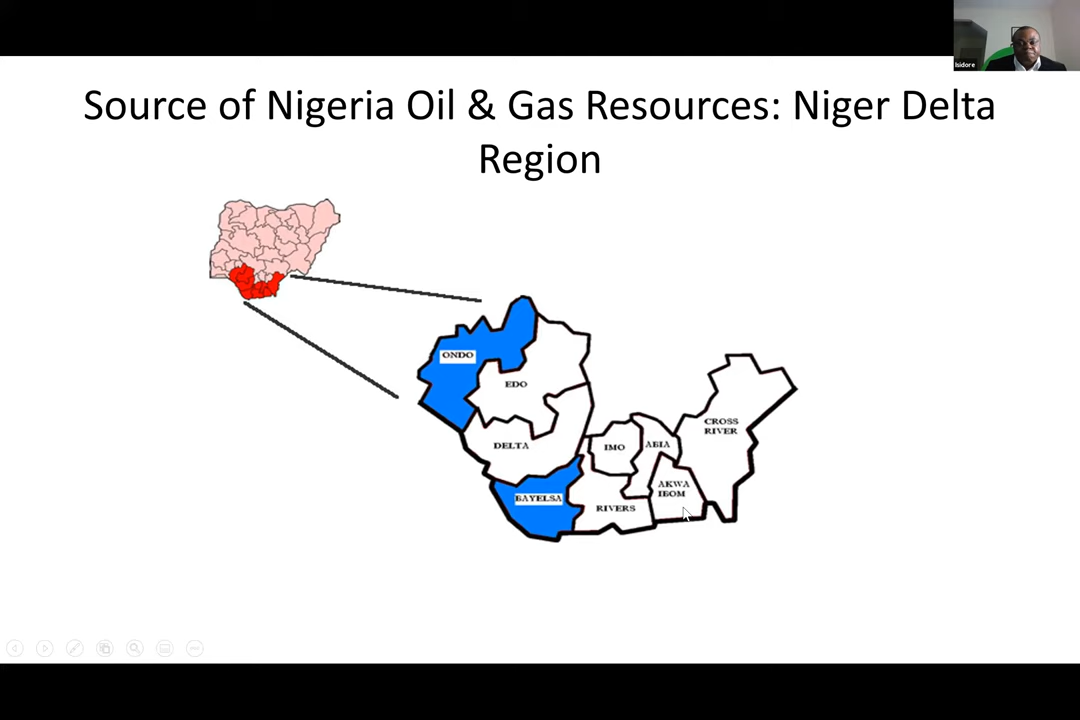 Isidore
Source of Nigeria Oil & Gas Resources: Niger Delta
Region
ONDO
EDO
CROSS
RIVER
DELTA
IMO
ABIA
AKWA
IBOM
BAYELSA
RIVERS